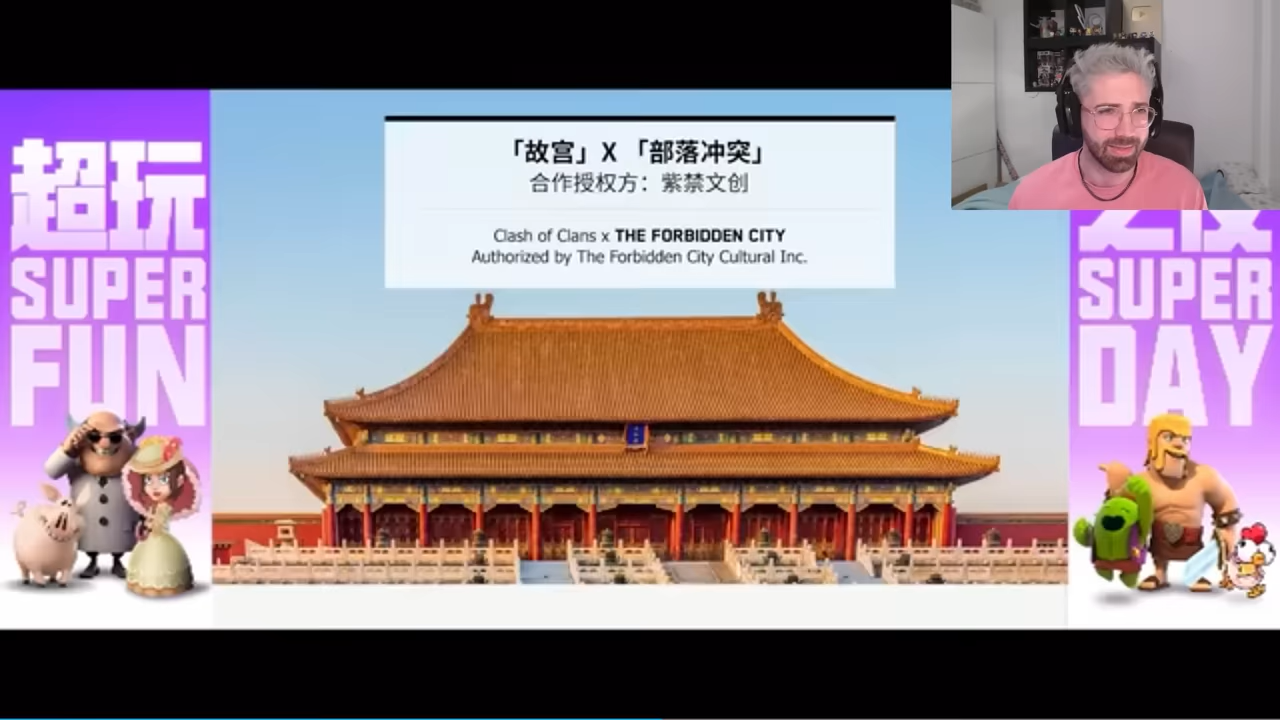 超玩
SUPER
FUN
「故宫」X 「部落冲突」
合作授权方：紫禁文创
Clash of Clans x THE FORBIDDEN CITY
Authorized by The Forbidden City Cultural Inc.
SUPER
DAY